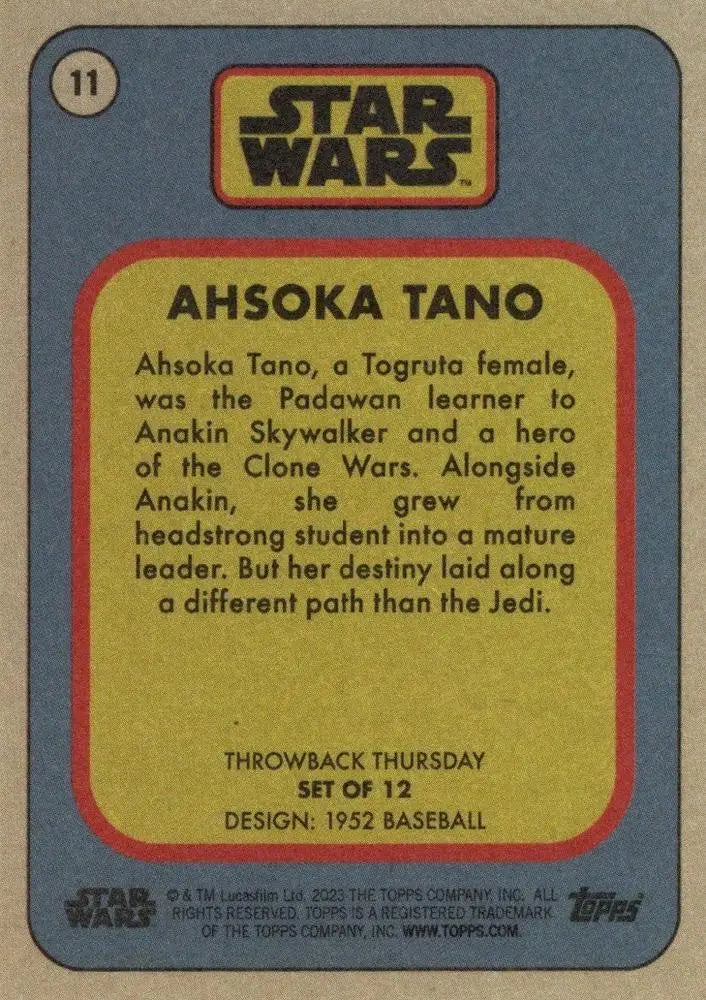 11
STAR
WARS
TM
AHSOKA TANO
Ahsoka Tano, a Togruta female,
was the Padawan learner to
Anakin Skywalker and a hero
of the Clone Wars. Alongside
Anakin, she grew from
headstrong student into a mature
leader. But her destiny laid along
a different path than the Jedi.
THROWBACK THURSDAY
SET OF 12
DESIGN: 1952 BASEBALL
STAR
WARS
© & TM Lucasfilm Ltd. 2023 THE TOPPS COMPANY, INC. ALL
RIGHTS RESERVED. TOPPS IS A REGISTERED TRADEMARK
OF THE TOPPS COMPANY, INC. WWW.TOPPS.COM.
TOPPS